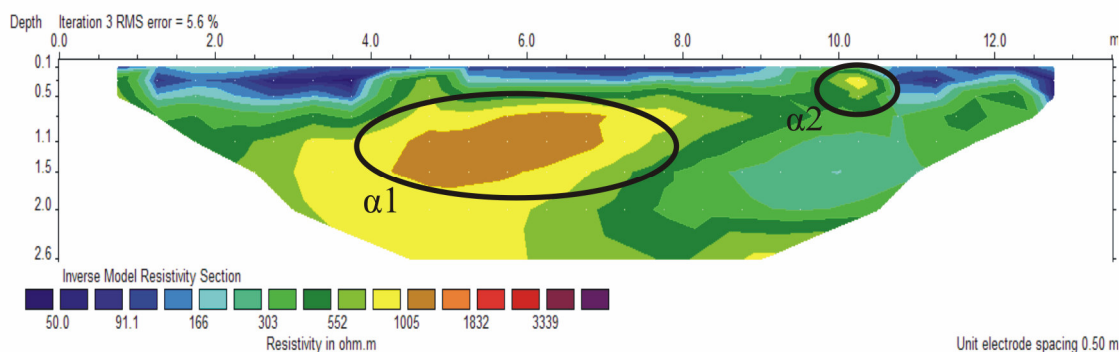 Depth Iteration 3 RMS error = 5.6 %
0.0 2.0 4.0 6.0 8.0 10.0 12.0 m
0.1
0.5
1.1
1.5
2.0
2.6
α1
α2
Inverse Model Resistivity Section
50.0 91.1 166 303 552 1005 1832 3339
Resistivity in ohm.m
Unit electrode spacing 0.50 m